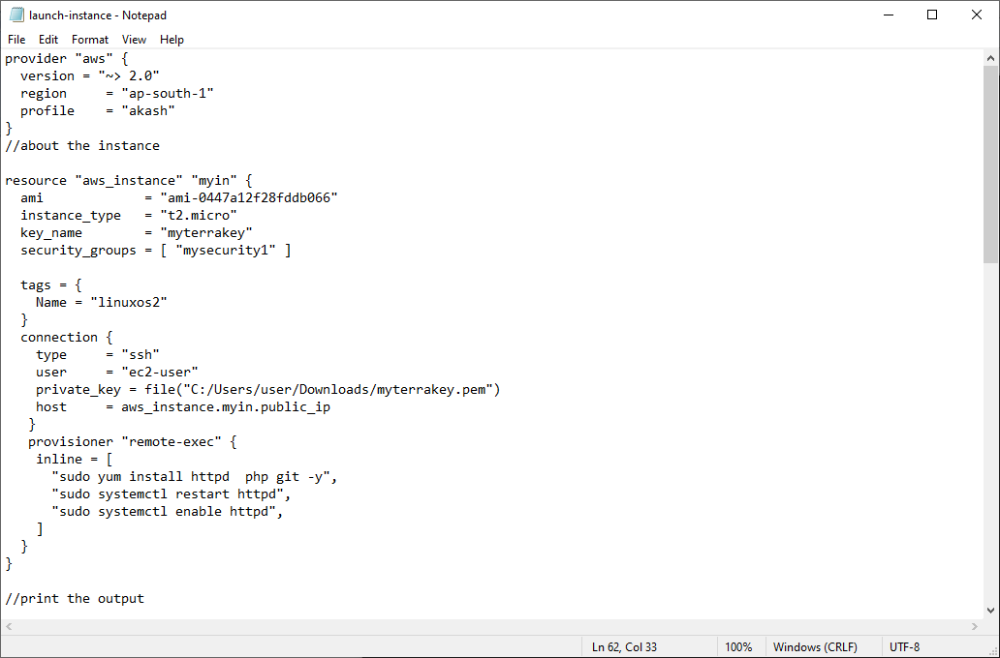 launch-instance - Notepad
File Edit Format View Help
provider "aws" {
  version = "~> 2.0"
  region     = "ap-south-1"
  profile    = "akash"
}
//about the instance

resource "aws_instance" "myin" {
  ami             = "ami-0447a12f28fddb066"
  instance_type   = "t2.micro"
  key_name        = "myterrakey"
  security_groups = [ "mysecurity1" ]

  tags = {
    Name = "linuxos2"
  }
  connection {
    type     = "ssh"
    user     = "ec2-user"
    private_key = file("C:/Users/user/Downloads/myterrakey.pem")
    host     = aws_instance.myin.public_ip
   }
   provisioner "remote-exec" {
    inline = [
      "sudo yum install httpd  php git -y",
      "sudo systemctl restart httpd",
      "sudo systemctl enable httpd",
    ]
  }
}

//print the output
Ln 62, Col 33 100% Windows (CRLF) UTF-8